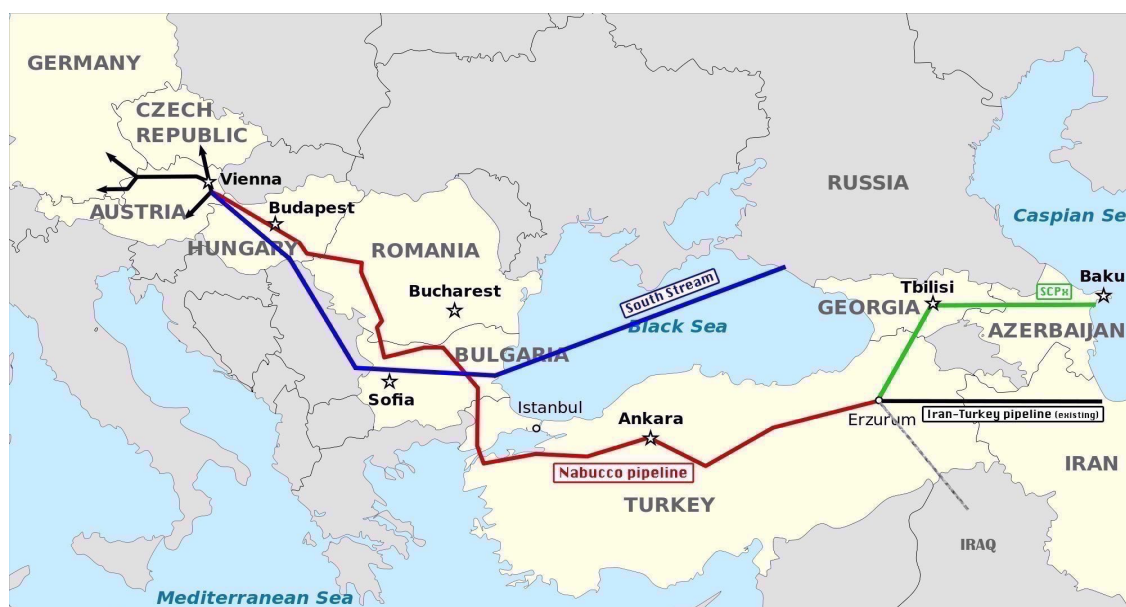 GERMANY
CZECH
REPUBLIC
Vienna
AUSTRIA
Budapest
HUNGARY
ROMANIA
Bucharest
RUSSIA
Caspian Se
South Stream
Black Sea
Baku
SCPx
Tbilisi
GEORGIA
AZERBAIJAN
BULGARIA
Sofia
Istanbul
Ankara
Erzurum
Iran-Turkey pipeline (existing)
Nabucco pipeline
TURKEY
IRAN
IRAQ
Mediterranean Sea